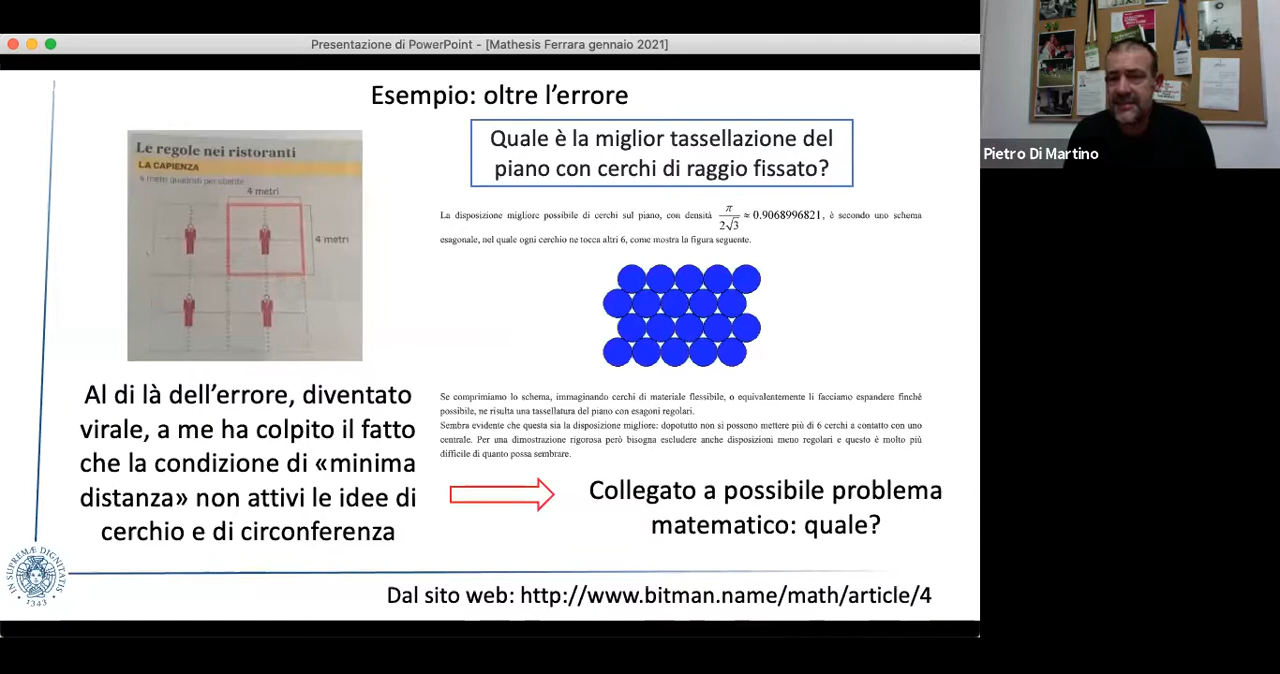 Presentazione di PowerPoint - [Mathesis Ferrara gennaio 2021]
Pietro Di Martino
Esempio: oltre l'errore
Le regole nei ristoranti
LA CAPIENZA
4 metri
4 metri
Al di là dell'errore, diventato
virale, a me ha colpito il fatto
che la condizione di «minima
distanza» non attivi le idee di
cerchio e di circonferenza
Quale è la miglior tassellazione del
piano con cerchi di raggio fissato?
La disposizione migliore possibile di cerchi sul piano, con densità π/2√3 ≈ 0.9068996821, è secondo uno schema
esagonale, nel quale ogni cerchio ne tocca altri 6, come mostra la figura seguente.
Se comprimiamo lo schema, immaginando cerchi di materiale flessibile, o equivalentemente li facciamo espandere finché
possibile, ne risulta una tassellatura del piano con esagoni regolari.
Sembra evidente che questa sia la disposizione migliore: dopotutto non si possono mettere più di 6 cerchi a contatto con uno
centrale. Per una dimostrazione rigorosa però bisogna escludere anche disposizioni meno regolari e questo è molto più
difficile di quanto possa sembrare.
Collegato a possibile problema
matematico: quale?
IN SUPREMÆ DIGNITATIS
1343
Dal sito web: http://www.bitman.name/math/article/4